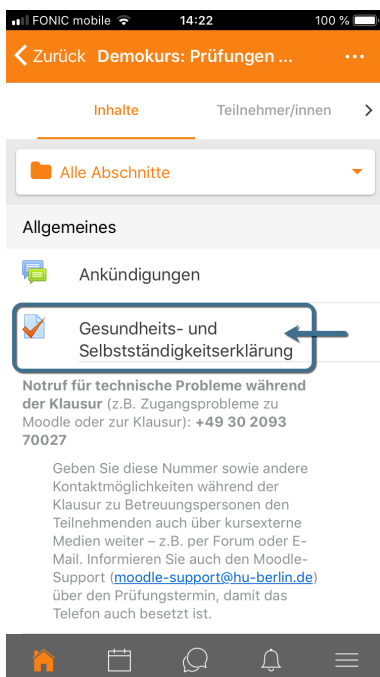 FONIC mobile 14:22 100 %
Zurück Demokurs: Prüfungen ... ...
Inhalte Teilnehmer/innen
Alle Abschnitte
Allgemeines
Ankündigungen
Gesundheits- und
Selbstständigkeitserklärung
Notruf für technische Probleme während
der Klausur (z.B. Zugangsprobleme zu
Moodle oder zur Klausur): +49 30 2093
70027
Geben Sie diese Nummer sowie andere
Kontaktmöglichkeiten während der
Klausur zu Betreuungspersonen den
Teilnehmenden auch über kursexterne
Medien weiter – z.B. per Forum oder E-
Mail. Informieren Sie auch den Moodle-
Support (moodle-support@hu-berlin.de)
über den Prüfungstermin, damit das
Telefon auch besetzt ist.